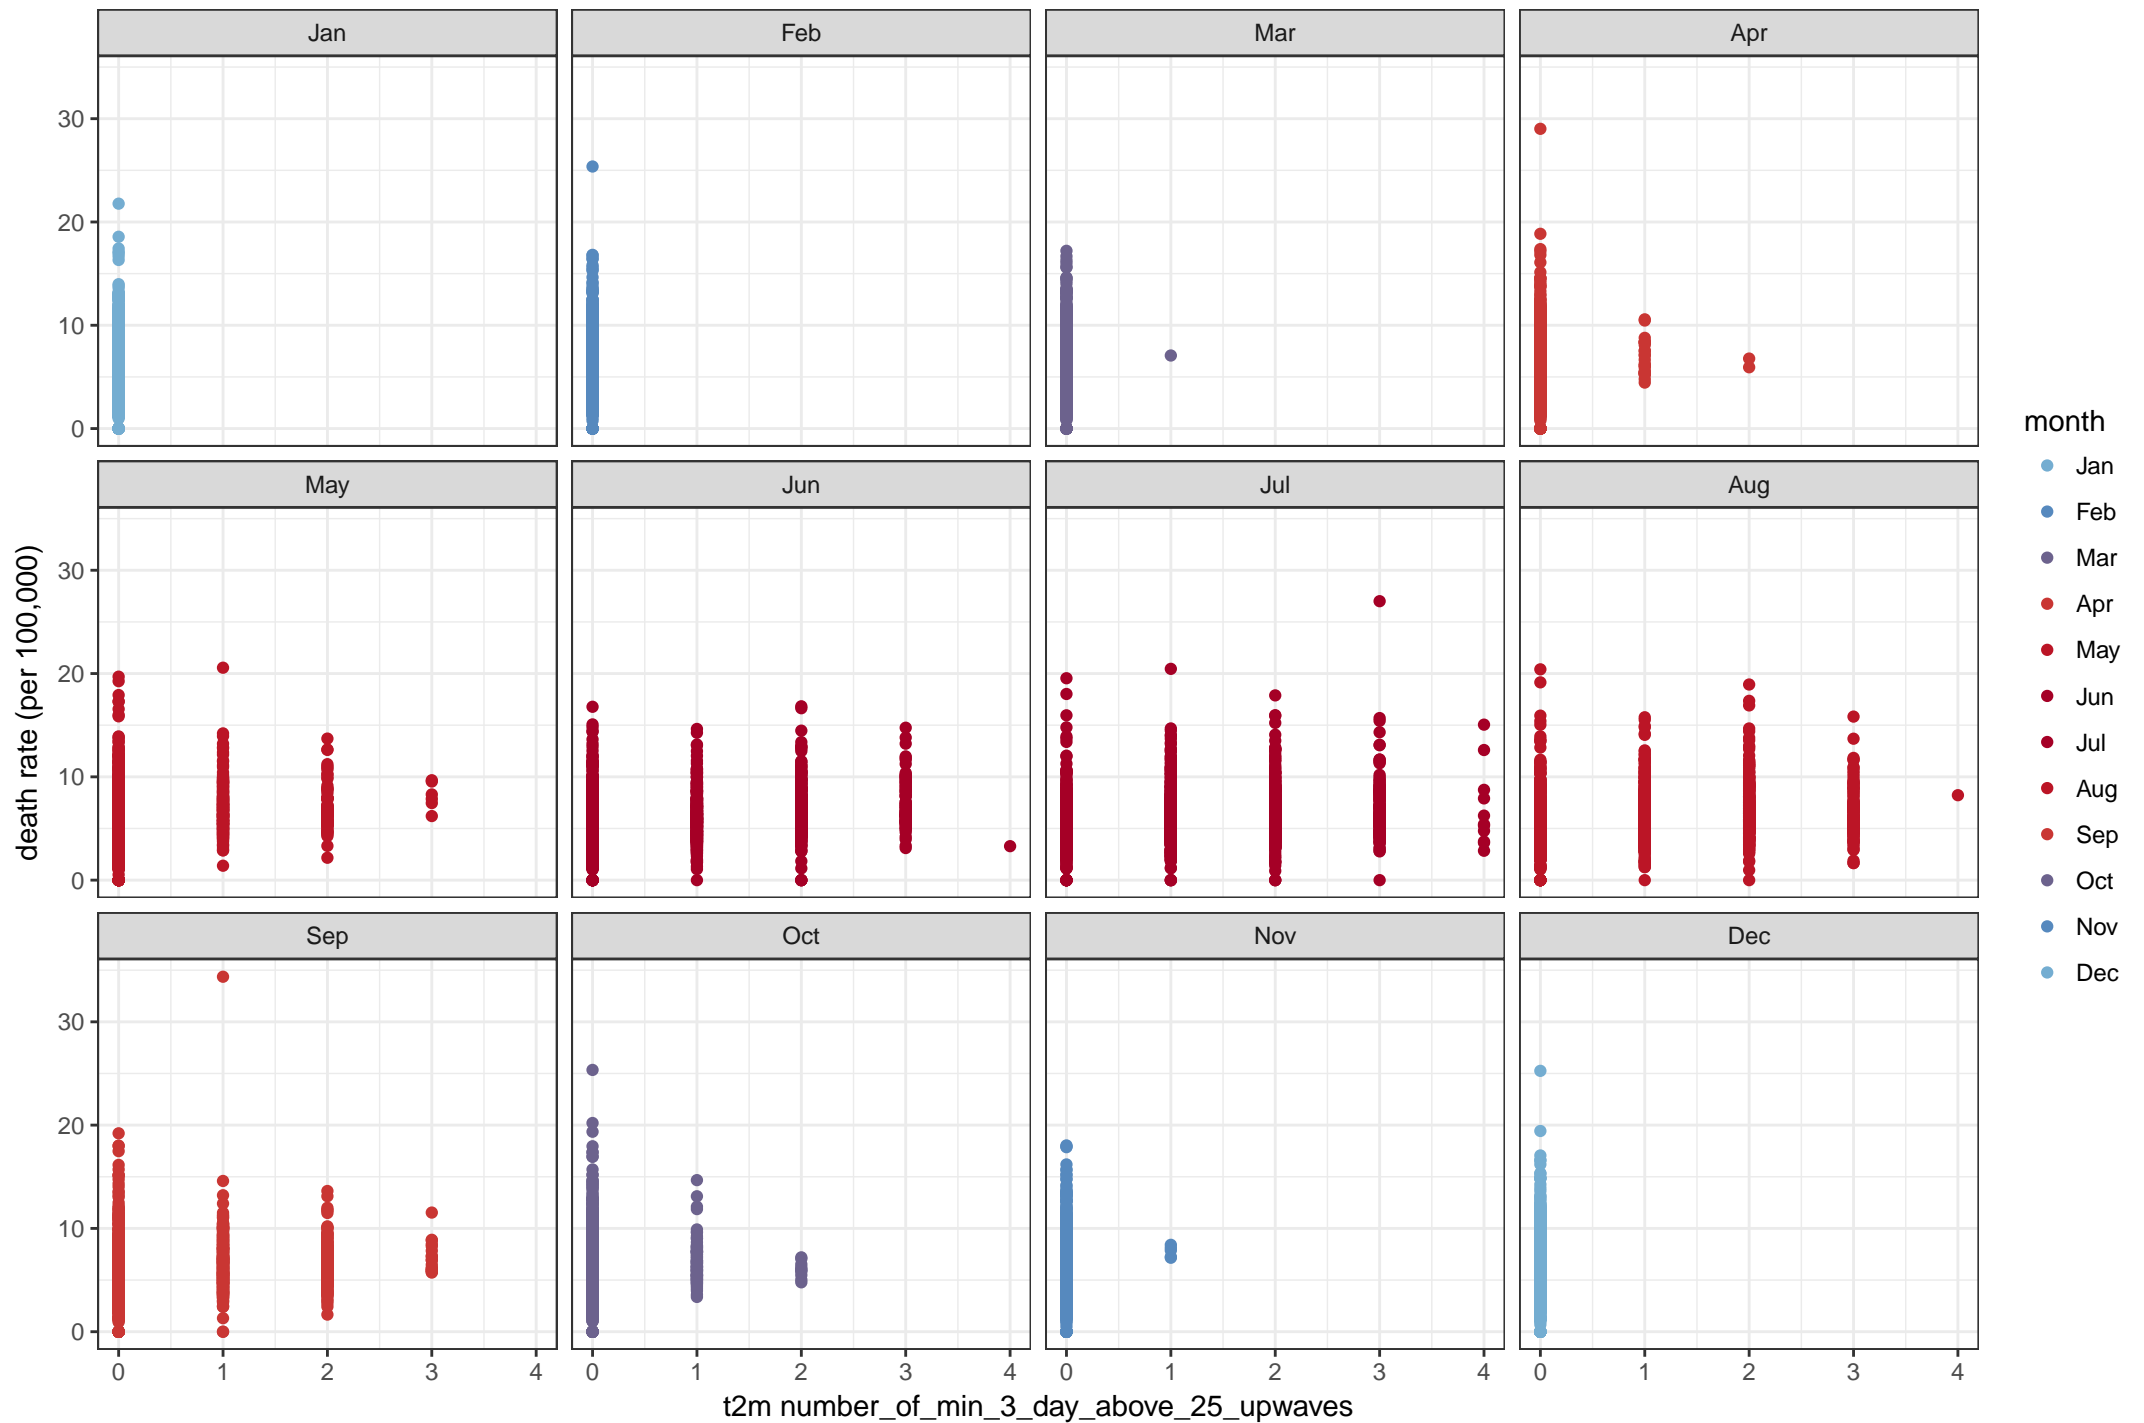 Jan Feb Mar Apr
30
20
10
0
May Jun Jul Aug
30
20
10
0
Sep Oct Nov Dec
30
20
10
0
0 1 2 3 4 0 1 2 3 4 0 1 2 3 4 0 1 2 3 4
t2m number_of_min_3_day_above_25_upwaves
death rate (per 100,000)
month
Jan
Feb
Mar
Apr
May
Jun
Jul
Aug
Sep
Oct
Nov
Dec